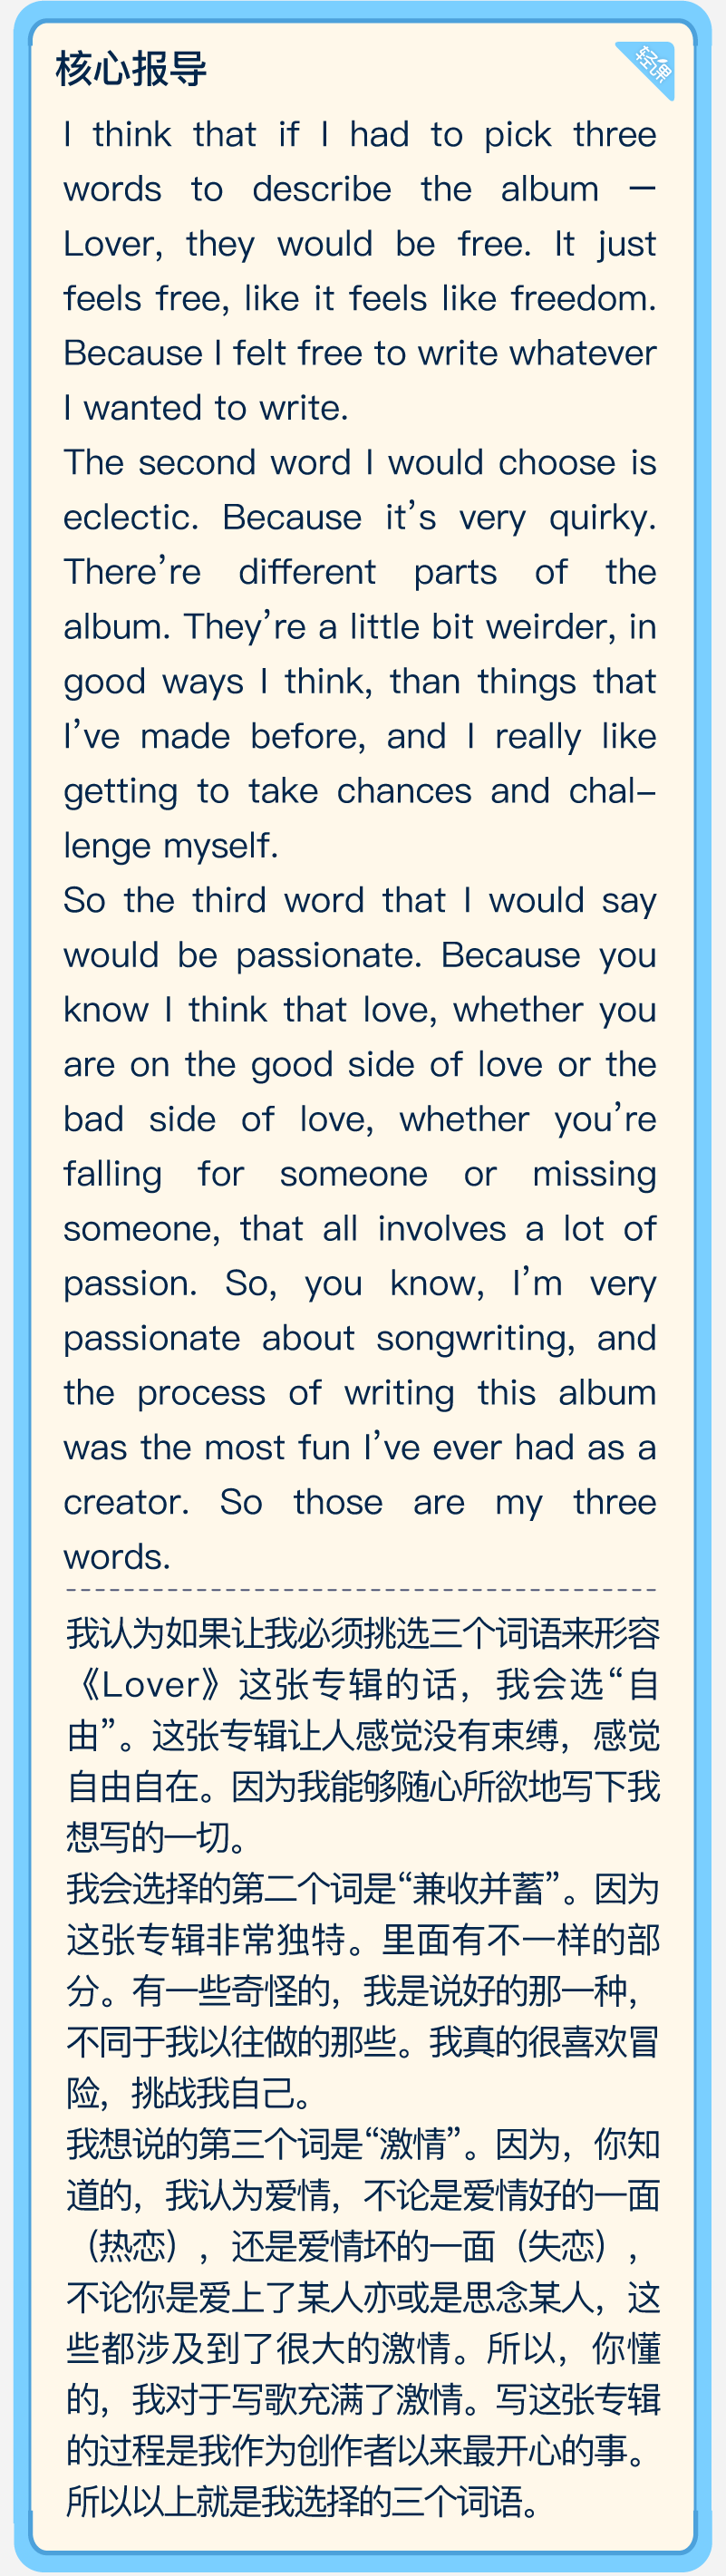 核心报导
轻课
I think that if I had to pick three
words to describe the album —
Lover, they would be free. It just
feels free, like it feels like freedom.
Because I felt free to write whatever
I wanted to write.
The second word I would choose is
eclectic. Because it’s very quirky.
There’re different parts of the
album. They’re a little bit weirder, in
good ways I think, than things that
I’ve made before, and I really like
getting to take chances and chal–
lenge myself.
So the third word that I would say
would be passionate. Because you
know I think that love, whether you
are on the good side of love or the
bad side of love, whether you’re
falling for someone or missing
someone, that all involves a lot of
passion. So, you know, I’m very
passionate about songwriting, and
the process of writing this album
was the most fun I’ve ever had as a
creator. So those are my three
words.
我认为如果让我必须挑选三个词语来形容
《Lover》这张专辑的话，我会选“自
由”。这张专辑让人感觉没有束缚，感觉
自由自在。因为我能够随心所欲地写下我
想写的一切。
我会选择的第二个词是“兼收并蓄”。因为
这张专辑非常独特。里面有不一样的部
分。有一些奇怪的，我是说好的那一种，
不同于我以往做的那些。我真的很喜欢冒
险，挑战我自己。
我想说的第三个词是“激情”。因为，你知
道的，我认为爱情，不论是爱情好的一面
（热恋），还是爱情坏的一面（失恋），
不论你是爱上了某人亦或是思念某人，这
些都涉及到了很大的激情。所以，你懂
的，我对于写歌充满了激情。写这张专辑
的过程是我作为创作者以来最开心的事。
所以以上就是我选择的三个词语。